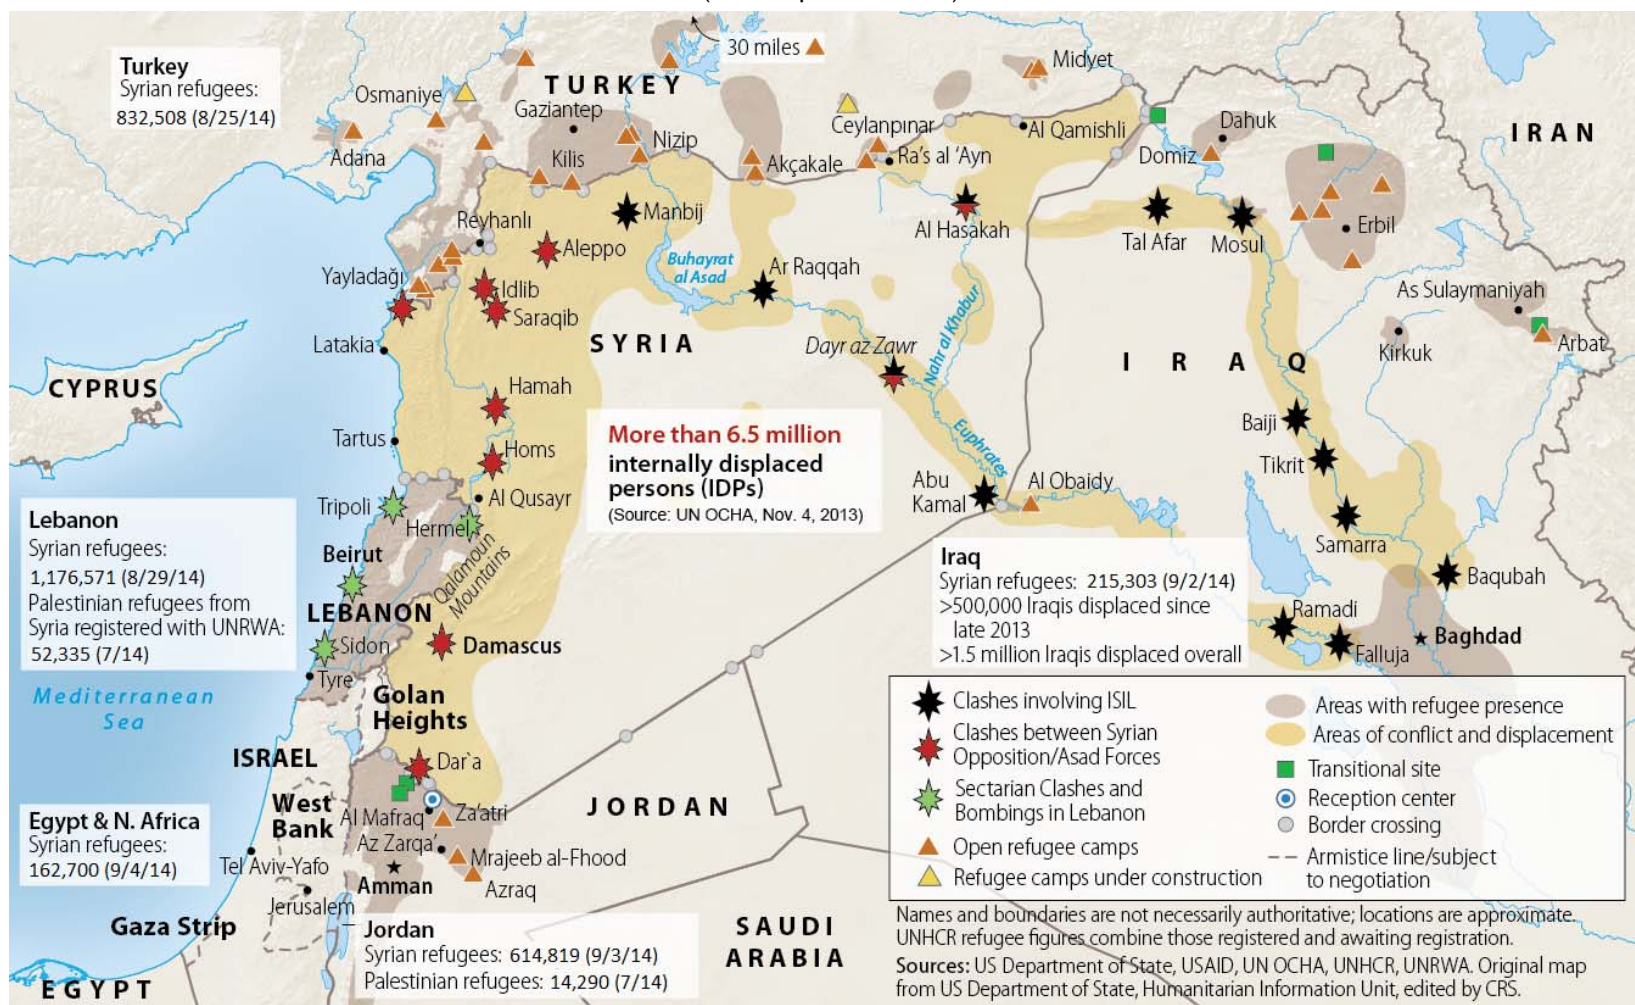 30 miles
Turkey
Syrian refugees:
832,508 (8/25/14)
TURKEY
Osmaniye
Gaziantep
Adana
Kilis
Nizip
Akçakale
Ceylanpınar
Midyet
Ra's al 'Ayn
Al Qamishli
Dahuk
Domiz
IRAN
Reyhanlı
Manbij
Aleppo
Al Hasakah
Tal Afar
Mosul
Erbil
Yayladağı
Idlib
Saraqib
Buhayrat
al Asad
Ar Raqqah
As Sulaymaniyah
Latakia
SYRIA
Dayr az Zawr
Nahr al Khabur
IRAQ
Kirkuk
Arbat
CYPRUS
Hamah
Tartus
Homs
More than 6.5 million
internally displaced
persons (IDPs)
(Source: UN OCHA, Nov. 4, 2013)
Euphrates
Baiji
Tikrit
Abu
Kamal
Al Obaidy
Samarra
Tripoli
Hermel
Al Qusayr
Lebanon
Syrian refugees:
1,176,571 (8/29/14)
Palestinian refugees from
Syria registered with UNRWA:
52,335 (7/14)
Beirut
Qalamoun
Mountains
LEBANON
Iraq
Syrian refugees: 215,303 (9/2/14)
>500,000 Iraqis displaced since
late 2013
>1.5 million Iraqis displaced overall
Baqubah
Ramadi
Baghdad
Falluja
Sidon
Damascus
Tyre
Mediterranean
Sea
Golan
Heights
ISRAEL
Dar`a
West
Bank
Al Mafraq
Za'atri
JORDAN
Egypt & N. Africa
Syrian refugees:
162,700 (9/4/14)
Az Zarqa'
Mrajeeb al-Fhood
Tel Aviv-Yafo
Amman
Azraq
Jerusalem
Gaza Strip
Jordan
Syrian refugees: 614,819 (9/3/14)
Palestinian refugees: 14,290 (7/14)
SAUDI
ARABIA
EGYPT
Clashes involving ISIL
Clashes between Syrian
Opposition/Asad Forces
Sectarian Clashes and
Bombings in Lebanon
Open refugee camps
Refugee camps under construction
Areas with refugee presence
Areas of conflict and displacement
Transitional site
Reception center
Border crossing
Armistice line/subject
to negotiation
Names and boundaries are not necessarily authoritative; locations are approximate.
UNHCR refugee figures combine those registered and awaiting registration.
Sources: US Department of State, USAID, UN OCHA, UNHCR, UNRWA. Original map
from US Department of State, Humanitarian Information Unit, edited by CRS.